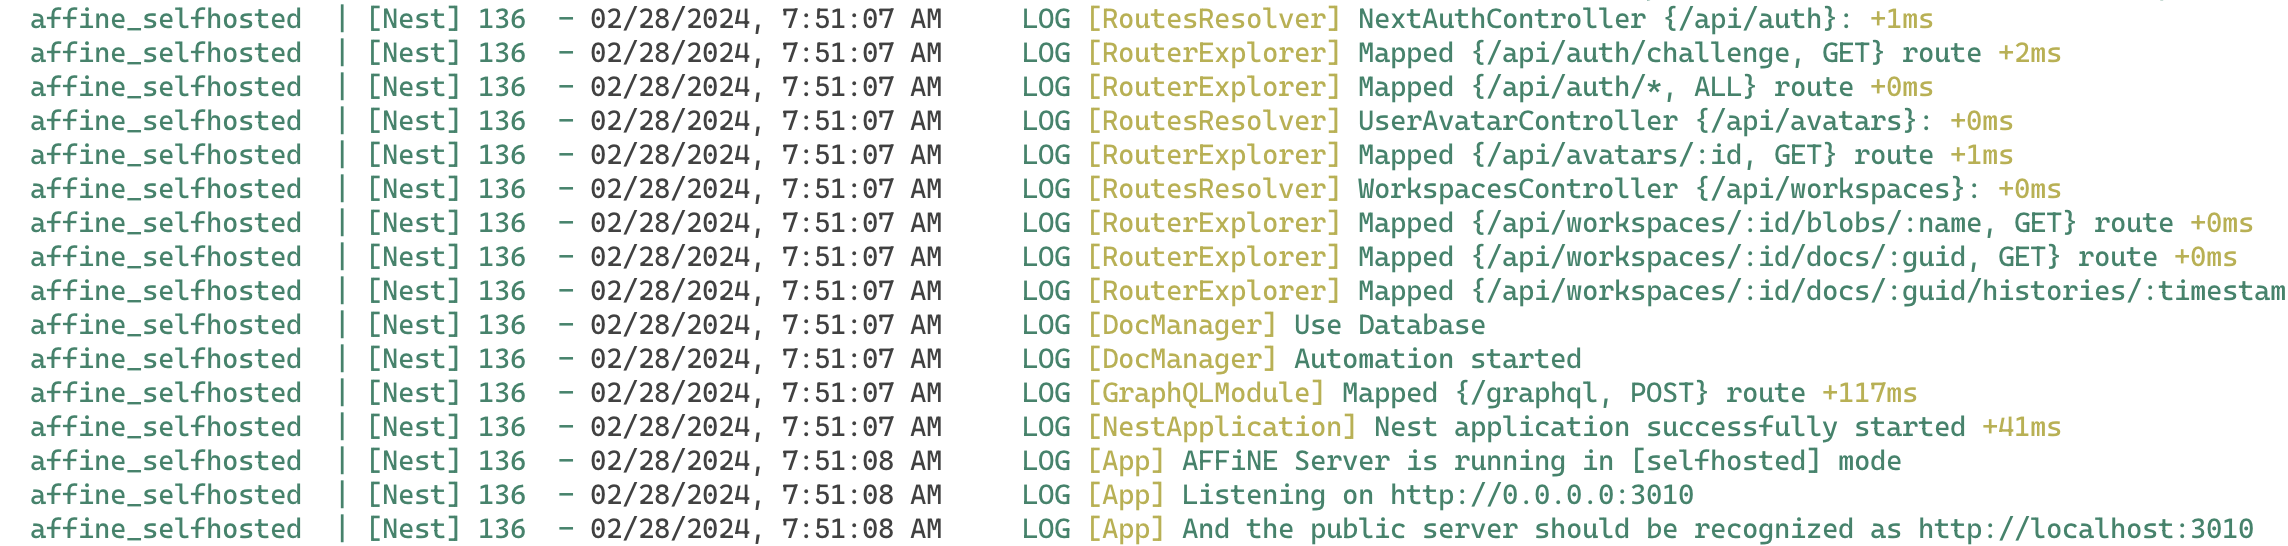 affine_selfhosted  | [Nest] 136  - 02/28/2024, 7:51:07 AM     LOG [RoutesResolver] NextAuthController {/api/auth}: +1ms
affine_selfhosted  | [Nest] 136  - 02/28/2024, 7:51:07 AM     LOG [RouterExplorer] Mapped {/api/auth/challenge, GET} route +2ms
affine_selfhosted  | [Nest] 136  - 02/28/2024, 7:51:07 AM     LOG [RouterExplorer] Mapped {/api/auth/*, ALL} route +0ms
affine_selfhosted  | [Nest] 136  - 02/28/2024, 7:51:07 AM     LOG [RoutesResolver] UserAvatarController {/api/avatars}: +0ms
affine_selfhosted  | [Nest] 136  - 02/28/2024, 7:51:07 AM     LOG [RouterExplorer] Mapped {/api/avatars/:id, GET} route +1ms
affine_selfhosted  | [Nest] 136  - 02/28/2024, 7:51:07 AM     LOG [RoutesResolver] WorkspacesController {/api/workspaces}: +0ms
affine_selfhosted  | [Nest] 136  - 02/28/2024, 7:51:07 AM     LOG [RouterExplorer] Mapped {/api/workspaces/:id/blobs/:name, GET} route +0ms
affine_selfhosted  | [Nest] 136  - 02/28/2024, 7:51:07 AM     LOG [RouterExplorer] Mapped {/api/workspaces/:id/docs/:guid, GET} route +0ms
affine_selfhosted  | [Nest] 136  - 02/28/2024, 7:51:07 AM     LOG [RouterExplorer] Mapped {/api/workspaces/:id/docs/:guid/histories/:timestam
affine_selfhosted  | [Nest] 136  - 02/28/2024, 7:51:07 AM     LOG [DocManager] Use Database
affine_selfhosted  | [Nest] 136  - 02/28/2024, 7:51:07 AM     LOG [DocManager] Automation started
affine_selfhosted  | [Nest] 136  - 02/28/2024, 7:51:07 AM     LOG [GraphQLModule] Mapped {/graphql, POST} route +117ms
affine_selfhosted  | [Nest] 136  - 02/28/2024, 7:51:07 AM     LOG [NestApplication] Nest application successfully started +41ms
affine_selfhosted  | [Nest] 136  - 02/28/2024, 7:51:08 AM     LOG [App] AFFiNE Server is running in [selfhosted] mode
affine_selfhosted  | [Nest] 136  - 02/28/2024, 7:51:08 AM     LOG [App] Listening on http://0.0.0.0:3010
affine_selfhosted  | [Nest] 136  - 02/28/2024, 7:51:08 AM     LOG [App] And the public server should be recognized as http://localhost:3010